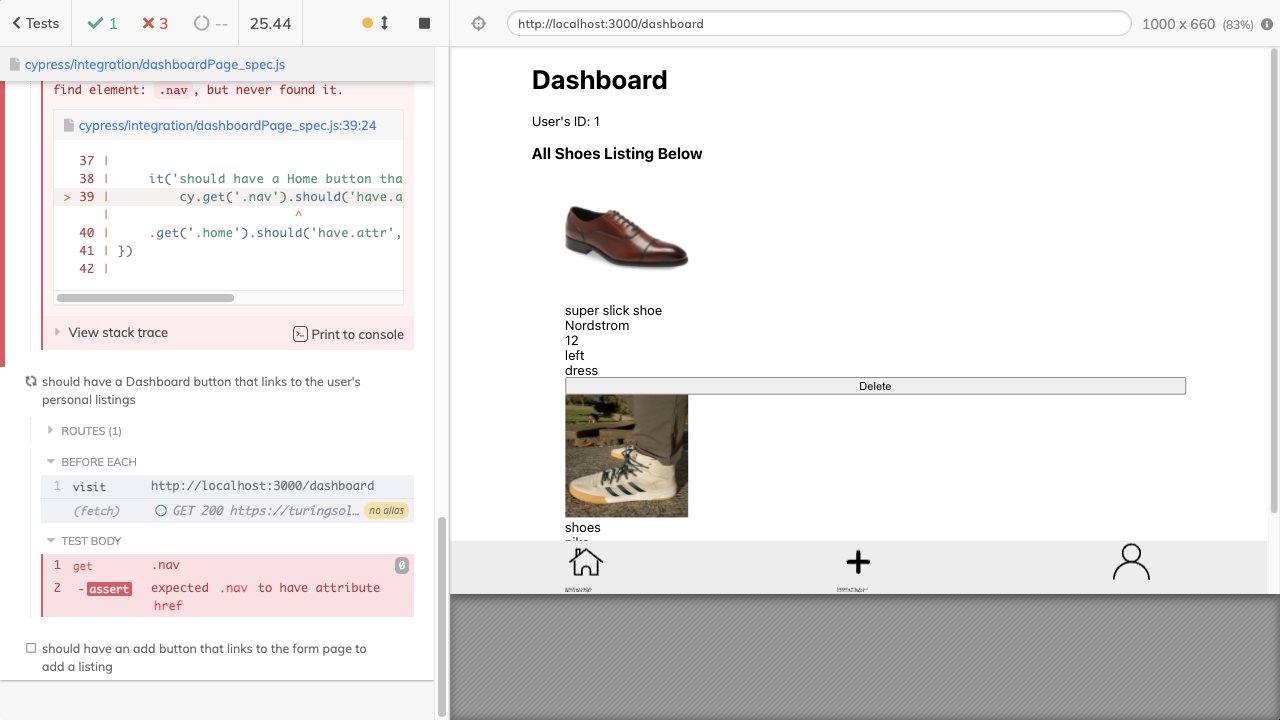 Tests
1
3
--
25.44
http://localhost:3000/dashboard
1000 x 660 (83%)
cypress/integration/dashboardPage_spec.js
find element: .nav, but never found it.
cypress/integration/dashboardPage_spec.js:39:24
37 |
38 | it('should have a Home button tha
> 39 | cy.get('.nav').should('have.a
| ^
40 | .get('.home').should('have.attr',
41 | })
42 |
View stack trace
Print to console
should have a Dashboard button that links to the user's
personal listings
ROUTES (1)
BEFORE EACH
1 visit http://localhost:3000/dashboard
(fetch) GET 200 https://turingsol… no alias
TEST BODY
1 get .nav 0
2 -assert expected .nav to have attribute
href
should have an add button that links to the form page to
add a listing
Dashboard
User's ID: 1
All Shoes Listing Below
super slick shoe
Nordstrom
12
left
dress
Delete
shoes